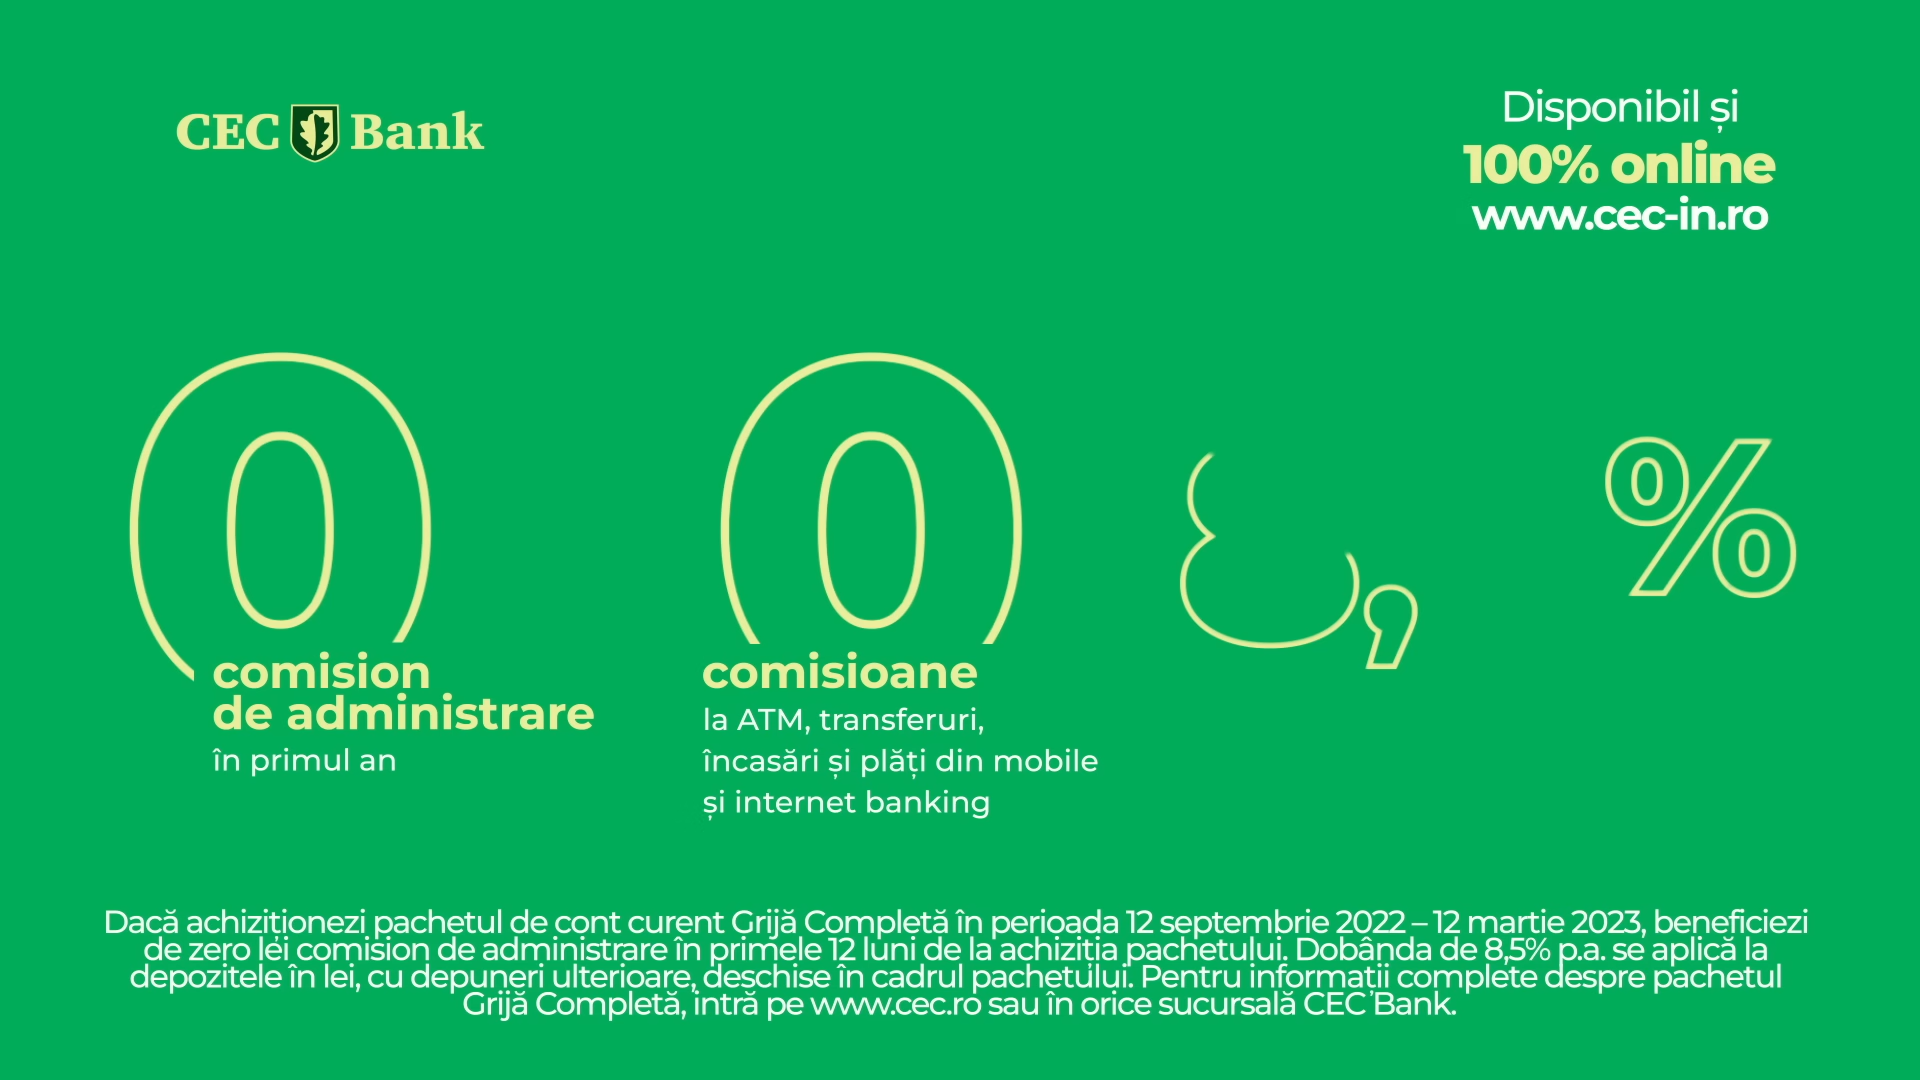 CEC Bank
Disponibil și
100% online
www.cec-in.ro
0
comision
de administrare
în primul an
0
comisioane
la ATM, transferuri,
încasări și plăți din mobile
și internet banking
%
Dacă achiziționezi pachetul de cont curent Grijă Completă în perioada 12 septembrie 2022 – 12 martie 2023, beneficiezi
de zero lei comision de administrare în primele 12 luni de la achiziția pachetului. Dobânda de 8,5% p.a. se aplică la
depozitele în lei, cu depuneri ulterioare, deschise în cadrul pachetului. Pentru informații complete despre pachetul
Grijă Completă, intră pe www.cec.ro sau în orice sucursală CEC Bank.